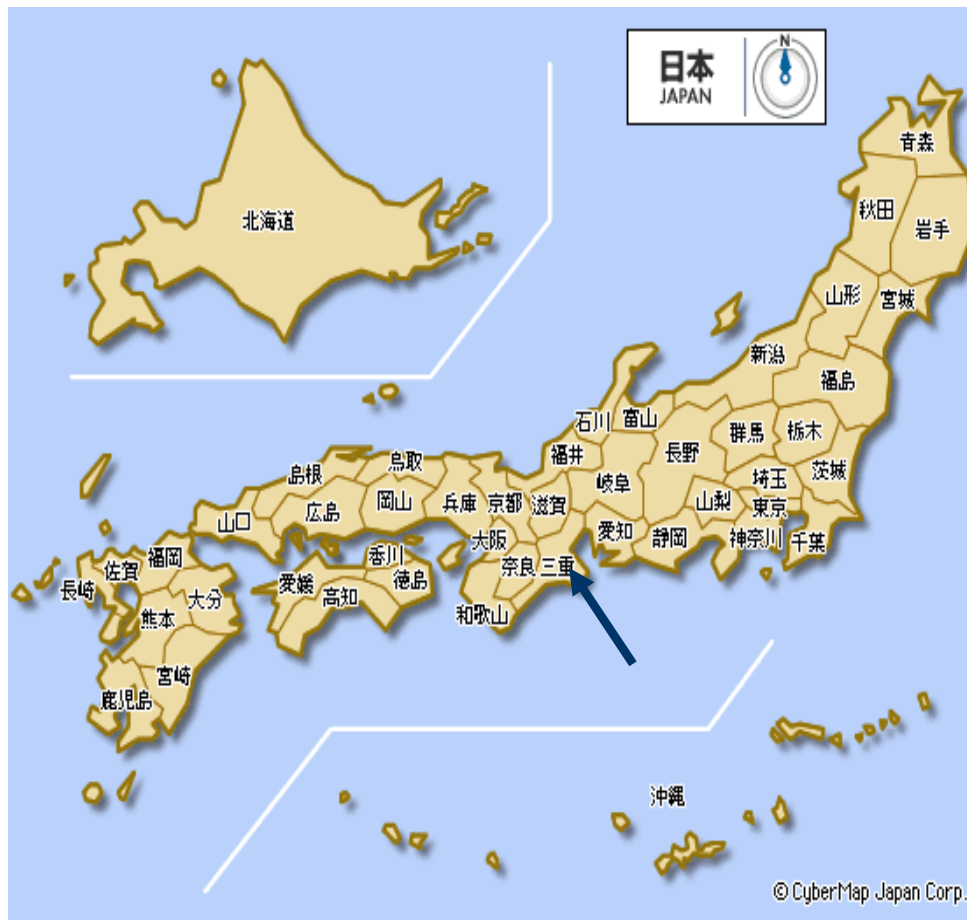 日本
JAPAN
N
青森
北海道
秋田
岩手
山形
宮城
新潟
福島
石川
富山
群馬
栃木
福井
長野
島根
鳥取
岐阜
埼玉
茨城
山口
広島
岡山
兵庫
京都
滋賀
山梨
東京
愛知
静岡
神奈川
千葉
大阪
福岡
香川
奈良
三重
佐賀
長崎
愛媛
徳島
高知
大分
熊本
和歌山
宮崎
鹿児島
沖縄
© CyberMap Japan Corp.